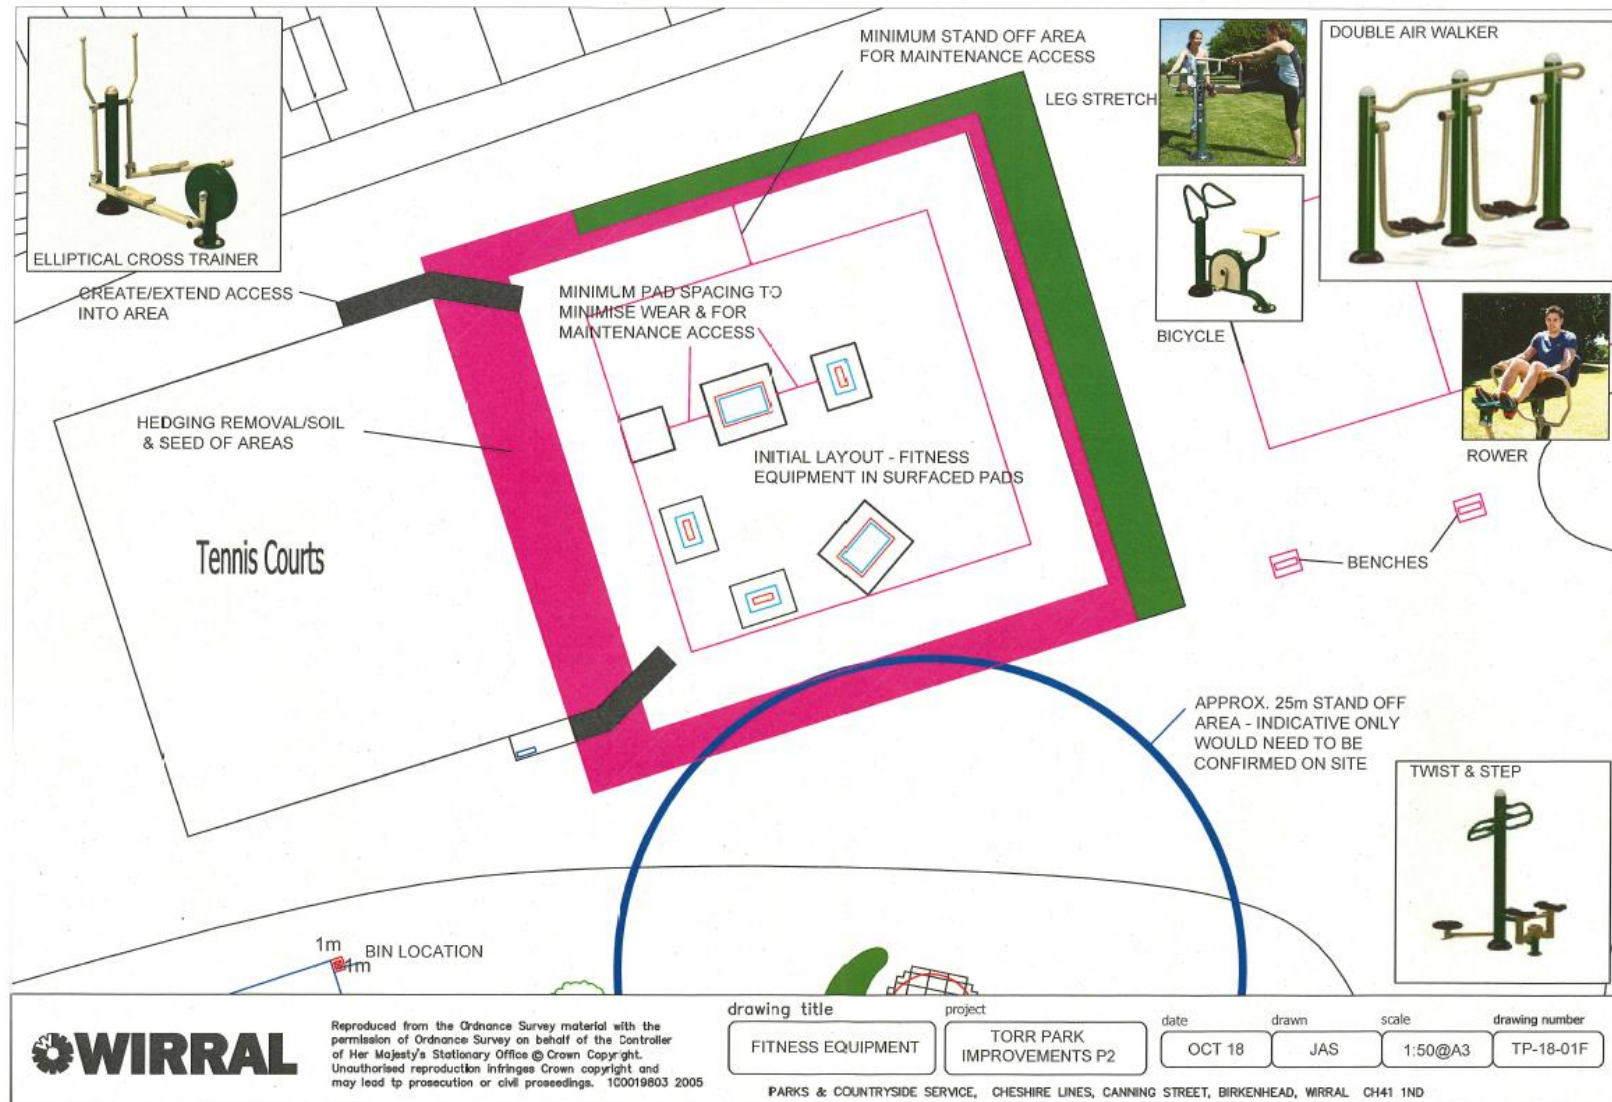 MINIMUM STAND OFF AREA
FOR MAINTENANCE ACCESS
DOUBLE AIR WALKER
LEG STRETCH
ELLIPTICAL CROSS TRAINER
CREATE/EXTEND ACCESS
INTO AREA
MINIMUM PAD SPACING TO
MINIMISE WEAR & FOR
MAINTENANCE ACCESS
BICYCLE
HEDGING REMOVAL/SOIL
& SEED OF AREAS
INITIAL LAYOUT - FITNESS
EQUIPMENT IN SURFACED PADS
ROWER
Tennis Courts
BENCHES
APPROX. 25m STAND OFF
AREA - INDICATIVE ONLY
WOULD NEED TO BE
CONFIRMED ON SITE
TWIST & STEP
1m
BIN LOCATION
1m
WIRRAL
Reproduced from the Ordnance Survey material with the
permission of Ordnance Survey on behalf of the Controller
of Her Majesty's Stationary Office © Crown Copyright.
Unauthorised reproduction infringes Crown copyright and
may lead tp prosecution or civil proseedings. 100019803 2005
drawing title
FITNESS EQUIPMENT
project
TORR PARK
IMPROVEMENTS P2
date
OCT 18
drawn
JAS
scale
1:50@A3
drawing number
TP-18-01F
PARKS & COUNTRYSIDE SERVICE, CHESHIRE LINES, CANNING STREET, BIRKENHEAD, WIRRAL CH41 1ND